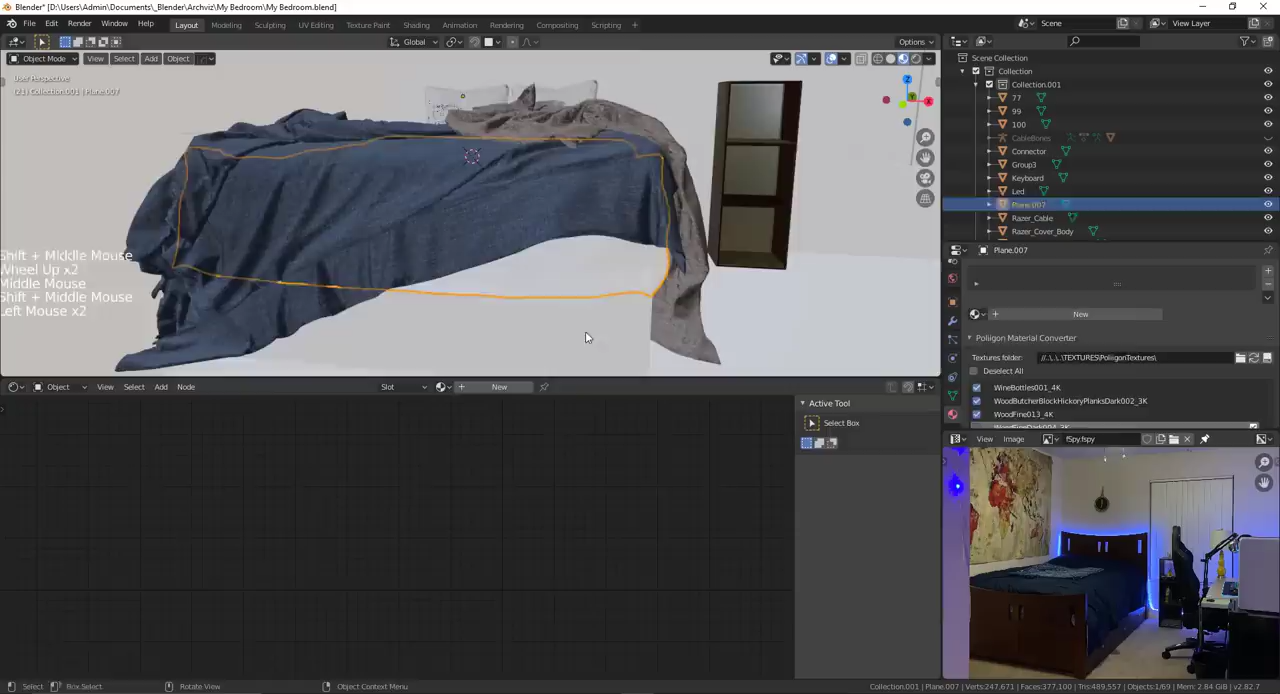 Blender* [D:\Users\Admin\Documents\_Blender\Archviz\My Bedroom\My Bedroom.blend]
File Edit Render Window Help Layout Modeling Sculpting UV Editing Texture Paint Shading Animation Rendering Compositing Scripting + Scene View Layer
Global Options
Object Mode View Select Add Object
User Perspective
(21) Collection.001 | Plane.007
Shift + Middle Mouse
Wheel Up x2
Middle Mouse
Shift + Middle Mouse
Left Mouse x2
Scene Collection
Collection
Collection.001
77
99
100
CableBones
Connector
Group3
Keyboard
Led
Plane.007
Razor_Cable
Razer_Cover_Body
Plane.007
+
−
+ New
Poliigon Material Converter
Textures folder: //..\..\..\TEXTURES\PoliigonTextures\
Deselect All
WineBottles001_4K
WoodButcherBlockHickoryPlanksDark002_3K
WoodFine013_4K
WoodFineDark004_3K
Object View Select Add Node Slot + New
Active Tool
Select Box
View Image fSpy.fspy
Select Box Select Rotate View Object Context Menu Collection.001 | Plane.007 | Verts:247,671 | Faces:377,100 | Tris:489,557 | Objects:1/69 | Mem: 2.84 GiB | v2.82.7